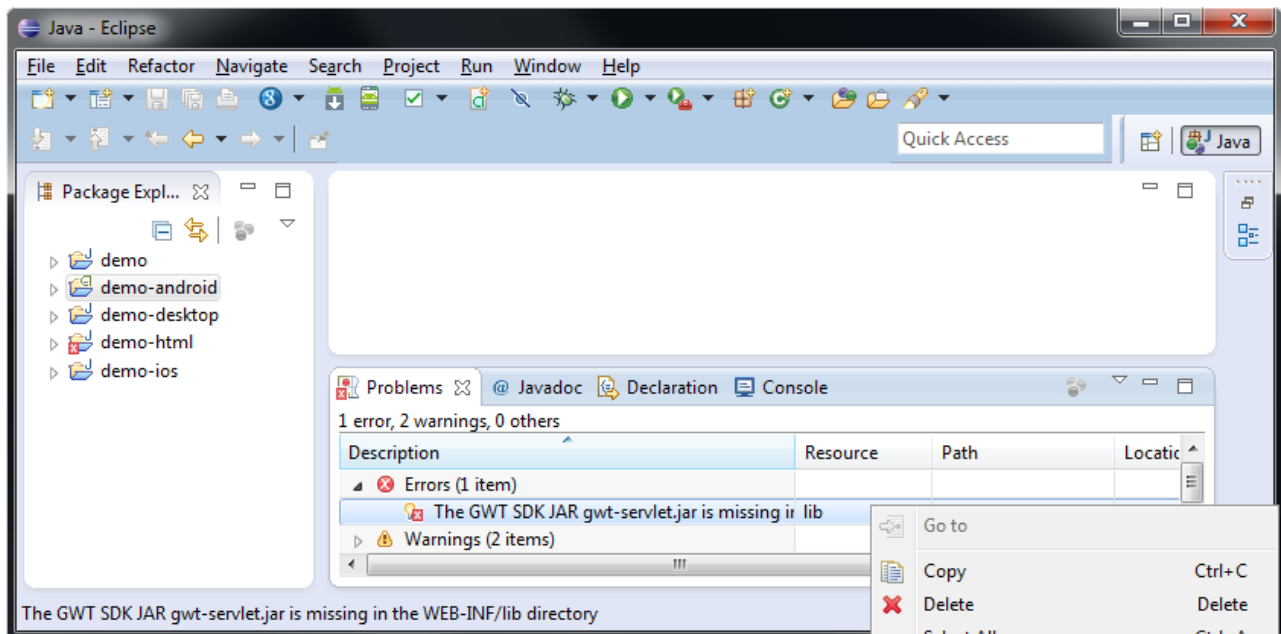 Java - Eclipse
File Edit Refactor Navigate Search Project Run Window Help
Quick Access
Java
Package Expl...
demo
demo-android
demo-desktop
demo-html
demo-ios
Problems @ Javadoc Declaration Console
1 error, 2 warnings, 0 others
Description Resource Path Locatic
Errors (1 item)
The GWT SDK JAR gwt-servlet.jar is missing ir lib
Warnings (2 items)
Go to
Copy Ctrl+C
Delete Delete
The GWT SDK JAR gwt-servlet.jar is missing in the WEB-INF/lib directory